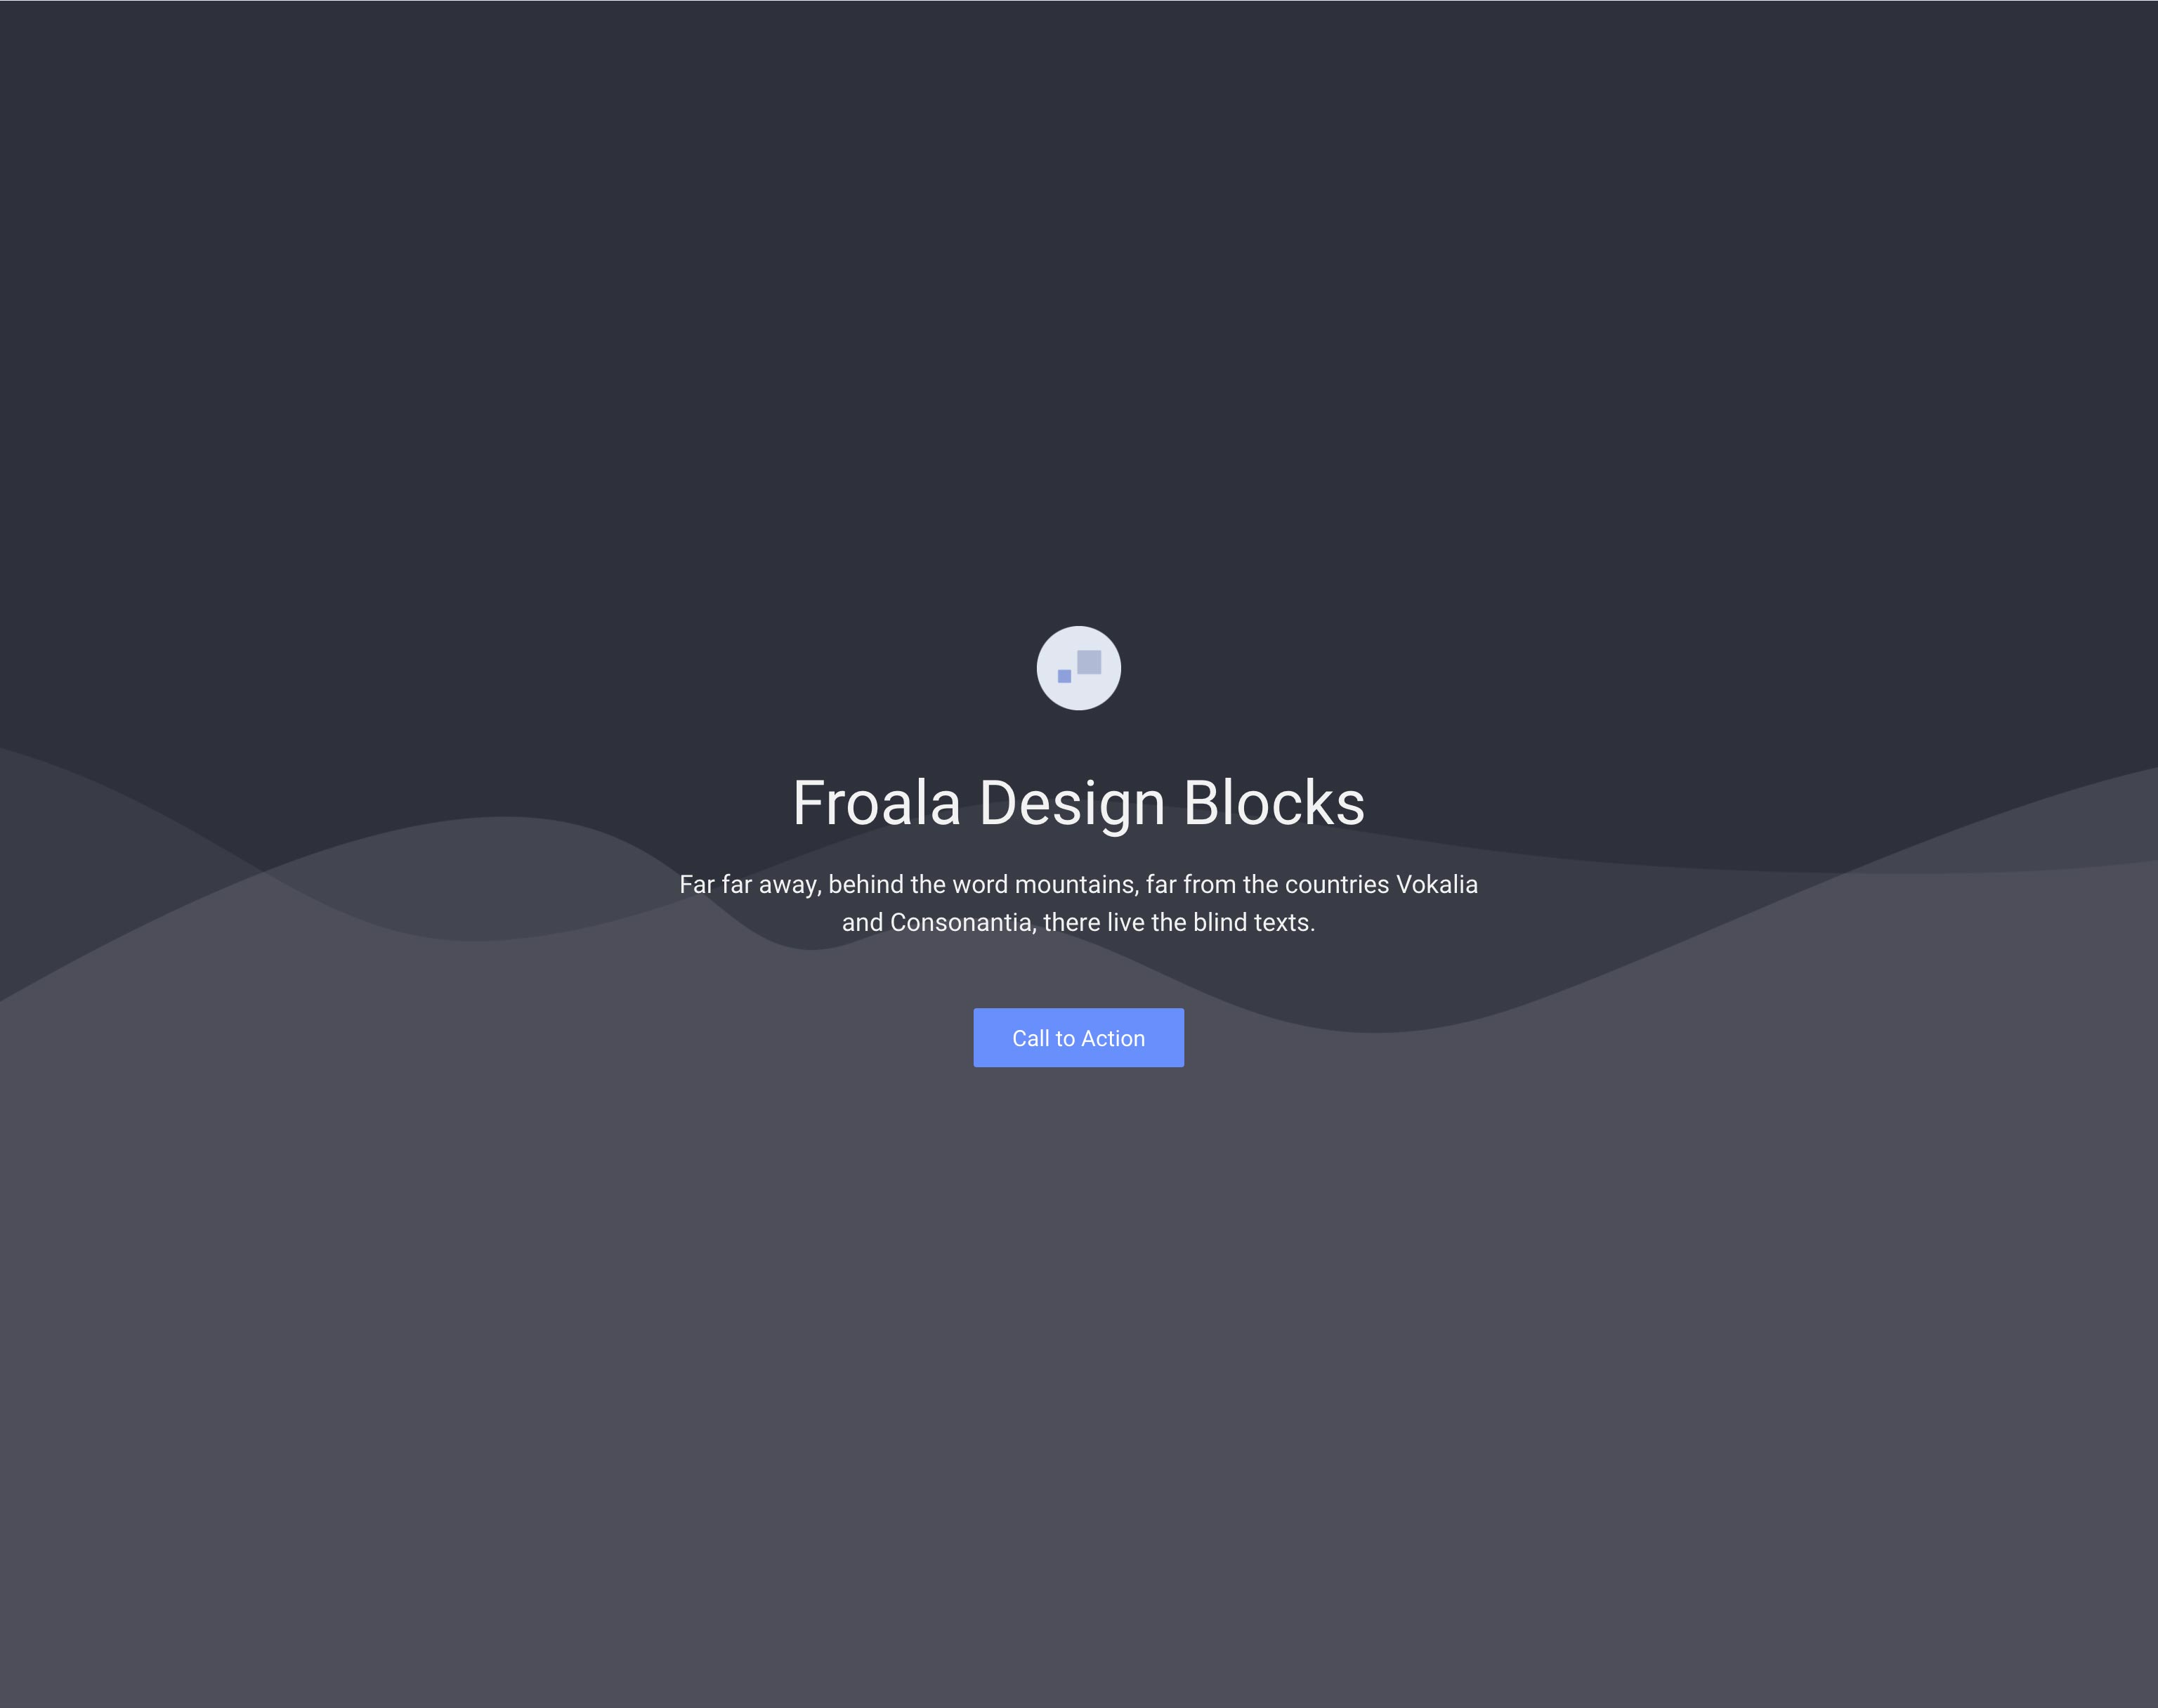 Froala Design Blocks
Far far away, behind the word mountains, far from the countries Vokalia
and Consonantia, there live the blind texts.
Call to Action